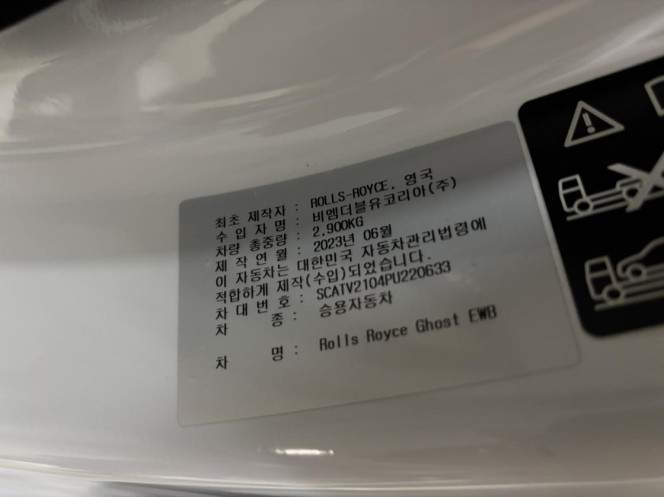 최초 제작자 : ROLLS-ROYCE, 영국
수 입 자 명 : 비엠더블유코리아(주)
차량 총중량 : 2,900KG
제 작 연 월 : 2023년 06월
이 자동차는 대한민국 자동차관리법령에
적합하게 제작(수입)되었습니다.
차 대 번 호 : SCATV2104PU220633
차 종 : 승용자동차
차 명 : Rolls Royce Ghost EWB